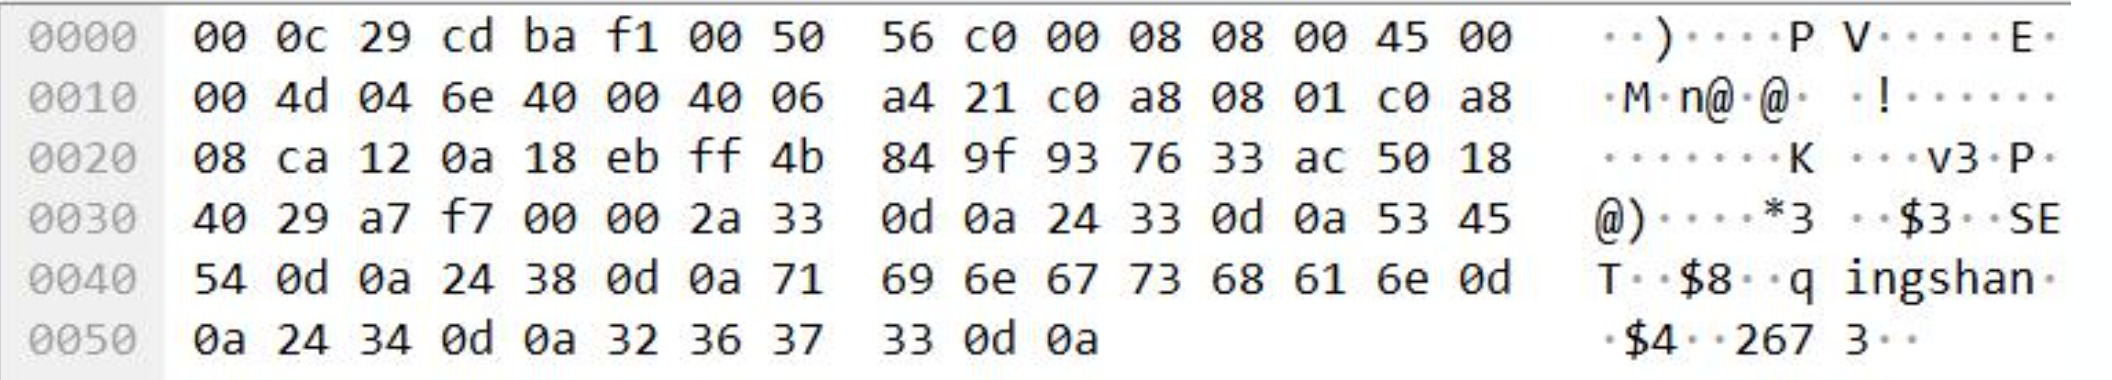 0000 00 0c 29 cd ba f1 00 50 56 c0 00 08 08 00 45 00 ··)····P V·····E·
0010 00 4d 04 6e 40 00 40 06 a4 21 c0 a8 08 01 c0 a8 ·M·n@·@· ·!······
0020 08 ca 12 0a 18 eb ff 4b 84 9f 93 76 33 ac 50 18 ·······K ···v3·P·
0030 40 29 a7 f7 00 00 2a 33 0d 0a 24 33 0d 0a 53 45 @)····*3 ··$3··SE
0040 54 0d 0a 24 38 0d 0a 71 69 6e 67 73 68 61 6e 0d T··$8··q ingshan·
0050 0a 24 34 0d 0a 32 36 37 33 0d 0a ·$4··267 3··